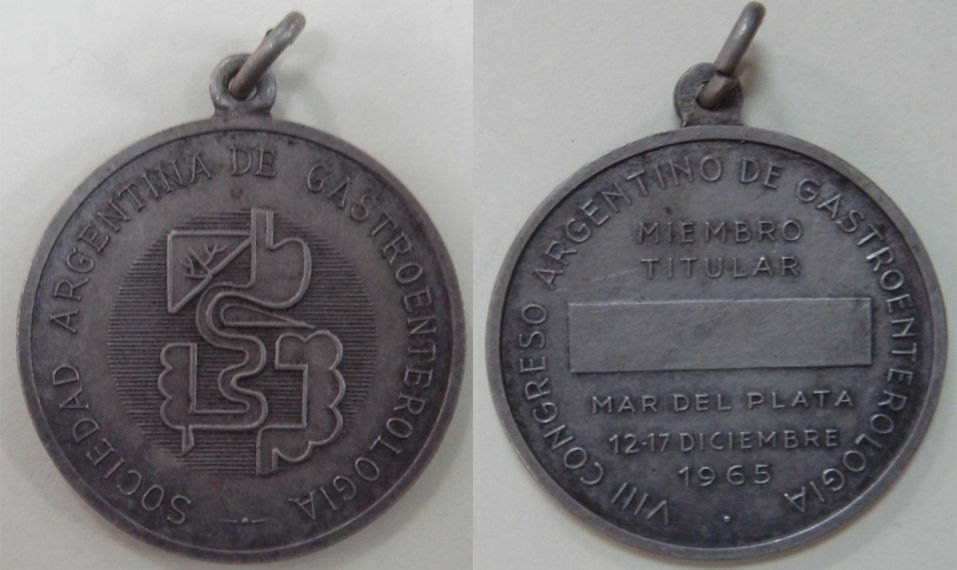 SOCIEDAD ARGENTINA DE GASTROENTEROLOGIA
VIII CONGRESO ARGENTINO DE GASTROENTEROLOGIA
MIEMBRO
TITULAR
MAR DEL PLATA
12-17 DICIEMBRE
1965